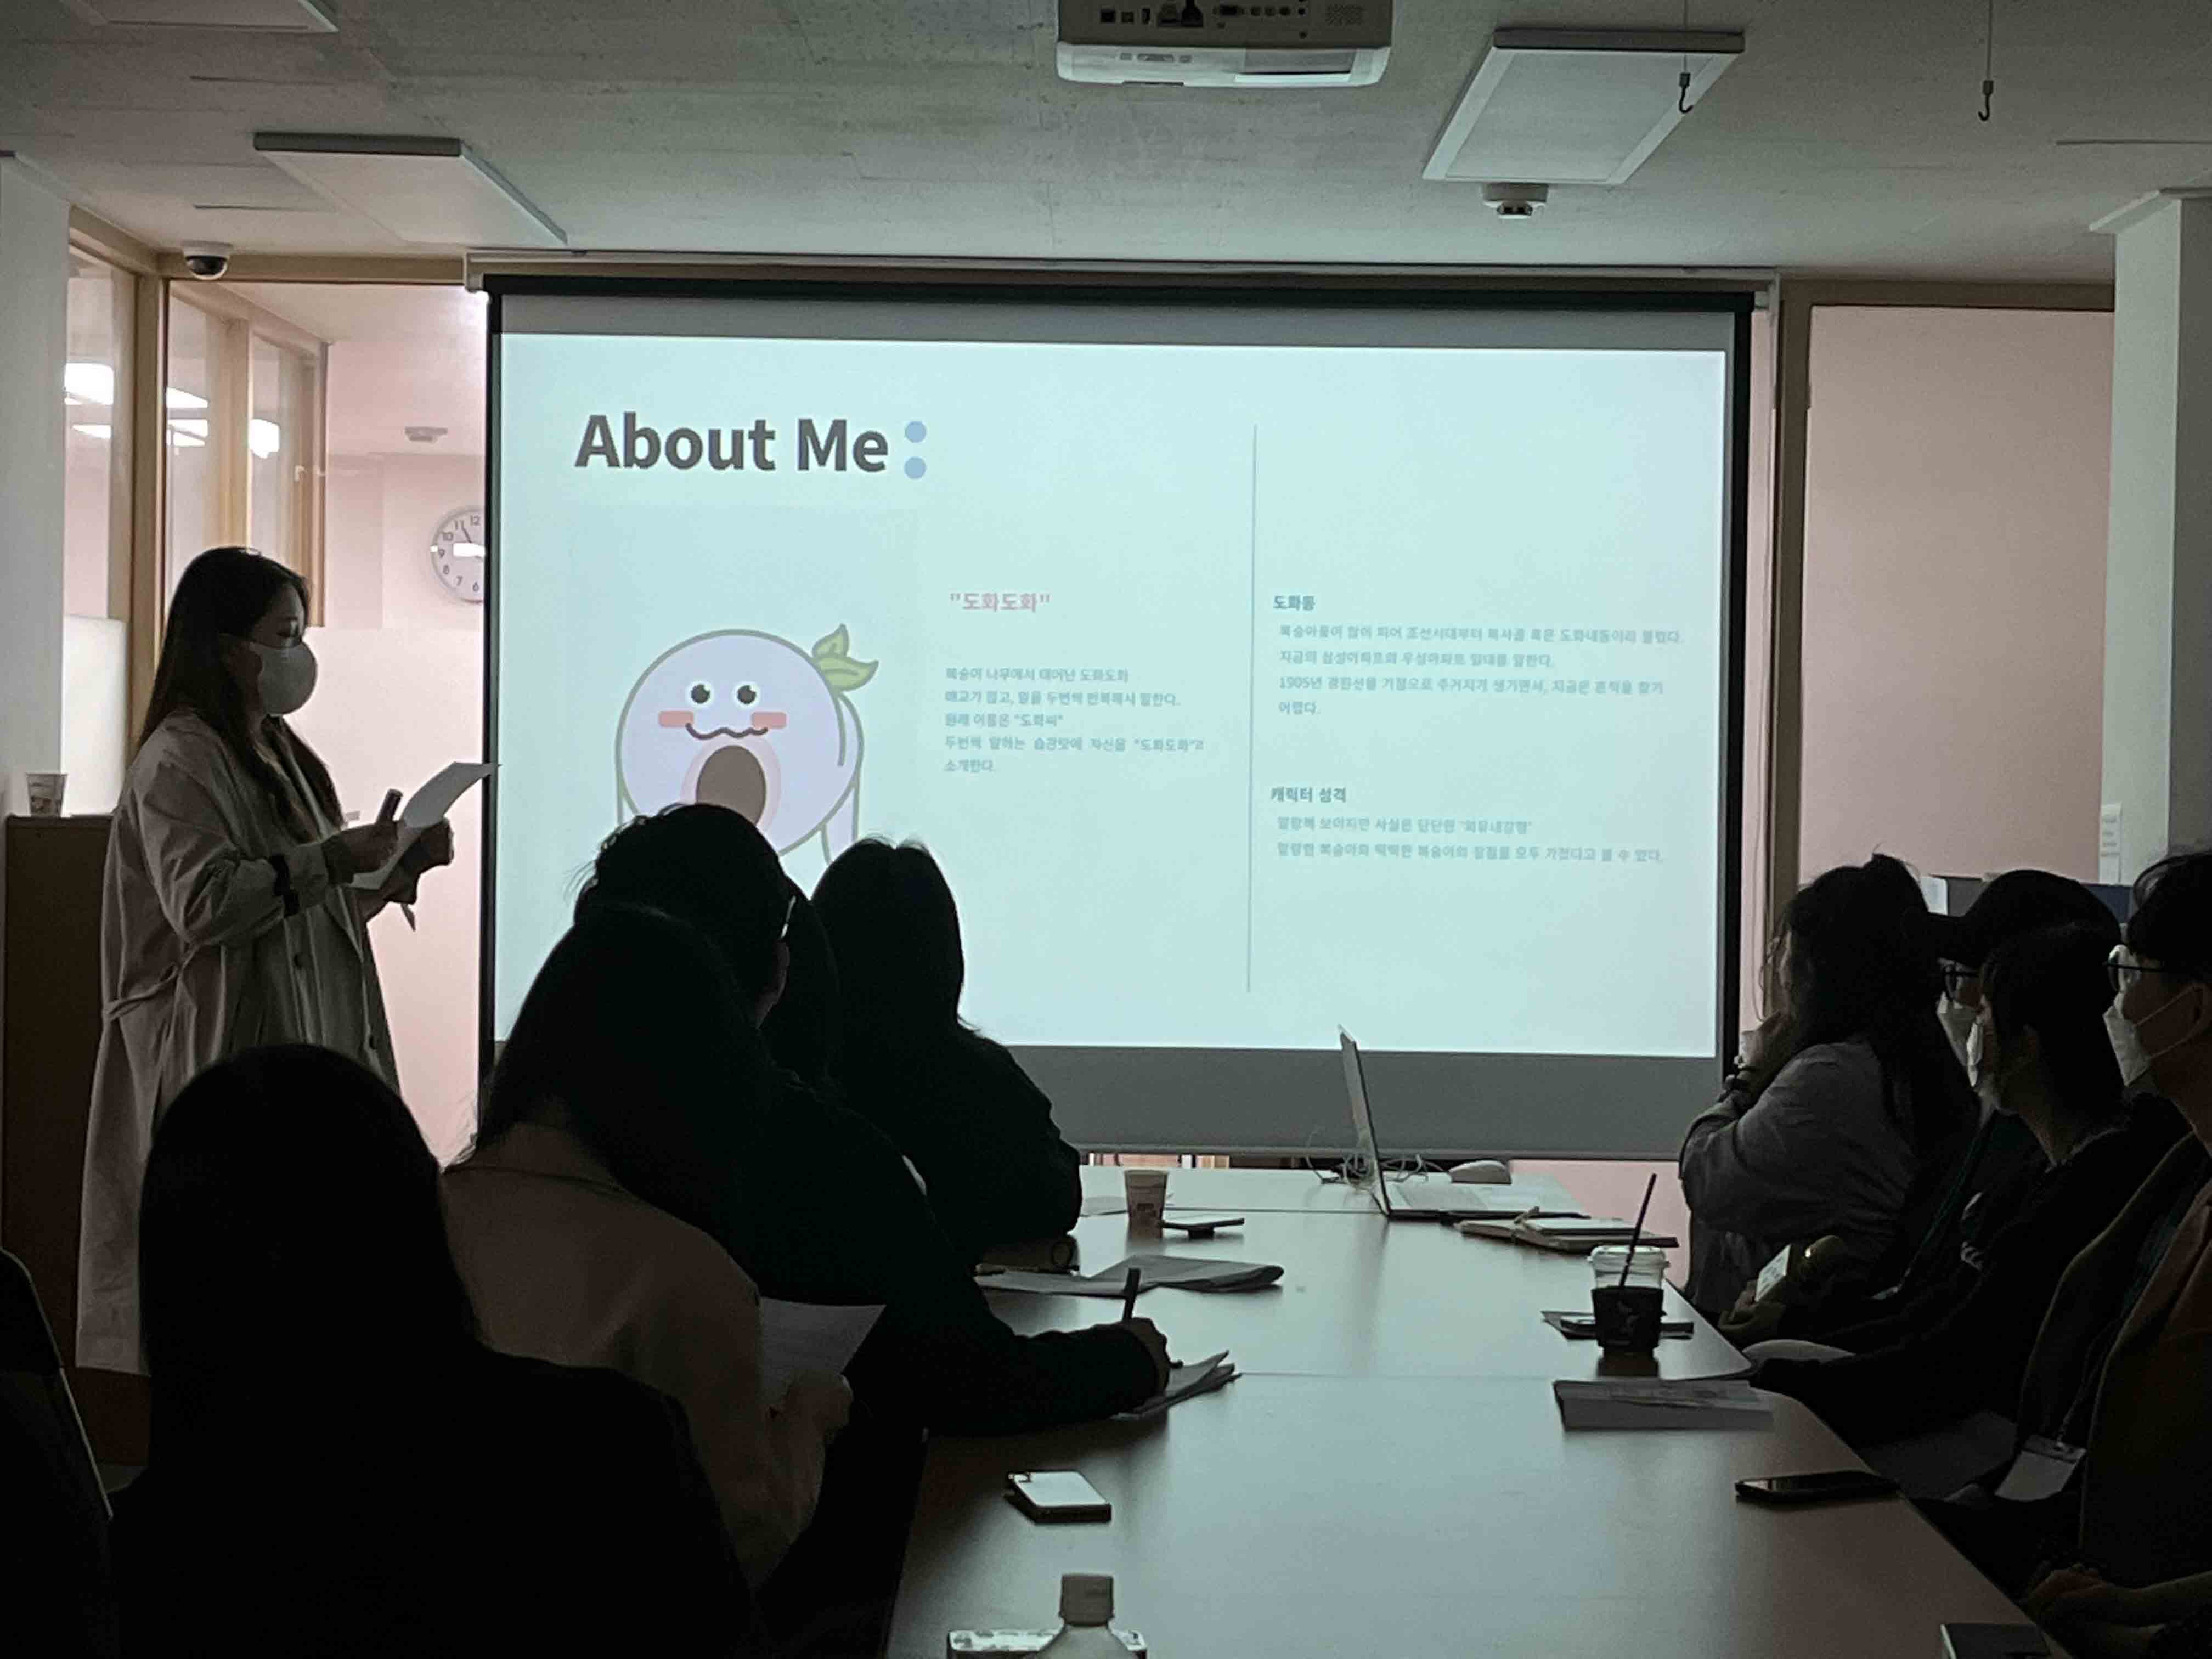 About Me :
"도화도화"
복숭아 나무에서 태어난 도화도화
애교가 많고, 말을 두번씩 반복해서 말한다.
원래 이름은 "도화씨"
두번씩 말하는 습관탓에 자신을 "도화도화"라
소개한다.
도화동
복숭아꽃이 많이 피어 조선시대부터 복사골 혹은 도화내동이라 불렸다.
지금의 삼성아파트와 우성아파트 일대를 말한다.
1905년 경인선을 기점으로 주거지가 생기면서, 지금은 흔적을 찾기
어렵다.
캐릭터 성격
말랑해 보이지만 사실은 단단한 "외유내강형"
말랑한 복숭아와 딱딱한 복숭아의 장점을 모두 가졌다고 볼 수 있다.